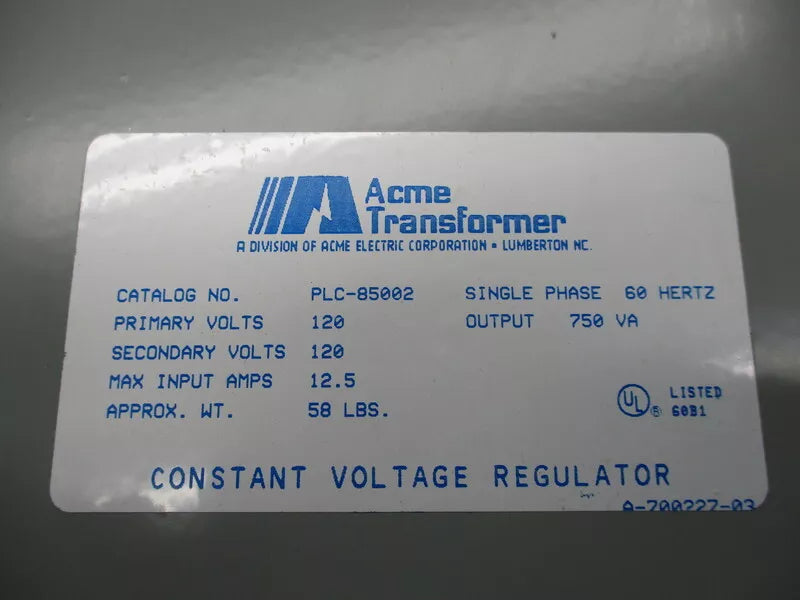 Acme
Transformer
A DIVISION OF ACME ELECTRIC CORPORATION • LUMBERTON NC.
CATALOG NO. PLC-85002 SINGLE PHASE 60 HERTZ
PRIMARY VOLTS 120 OUTPUT 750 VA
SECONDARY VOLTS 120
MAX INPUT AMPS 12.5
APPROX. WT. 58 LBS.
UL ® LISTED
60B1
CONSTANT VOLTAGE REGULATOR
A-700227-03